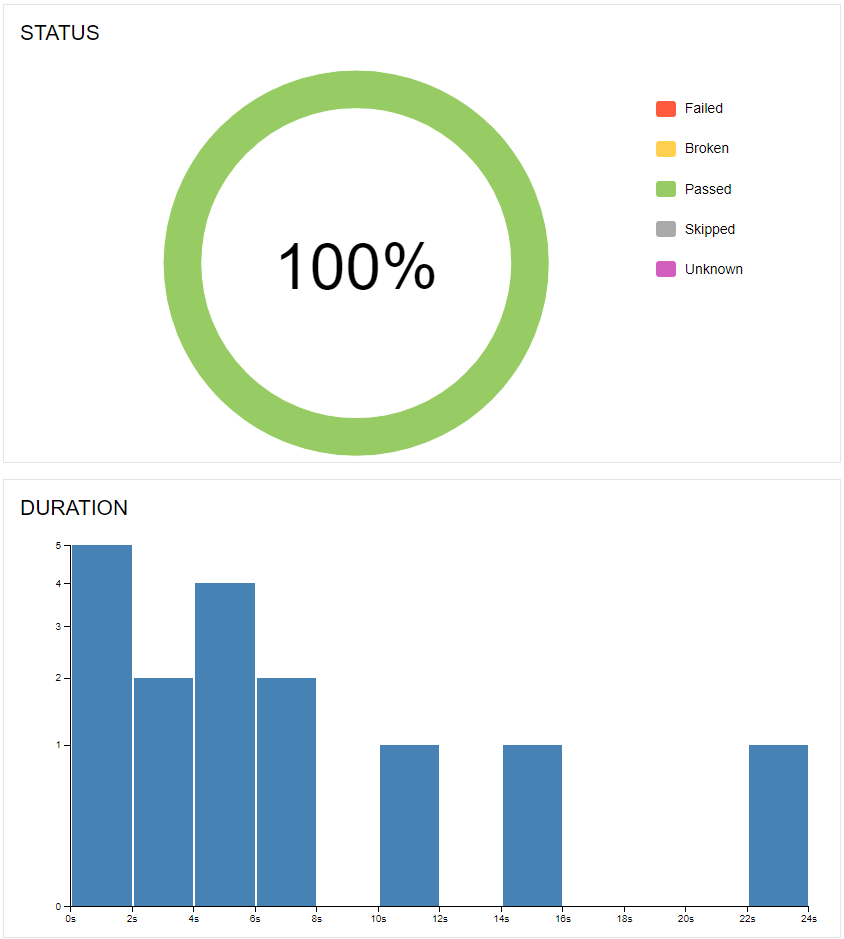 STATUS
100%
Failed
Broken
Passed
Skipped
Unknown
DURATION
5
4
3
2
1
0
0s 2s 4s 6s 8s 10s 12s 14s 16s 18s 20s 22s 24s